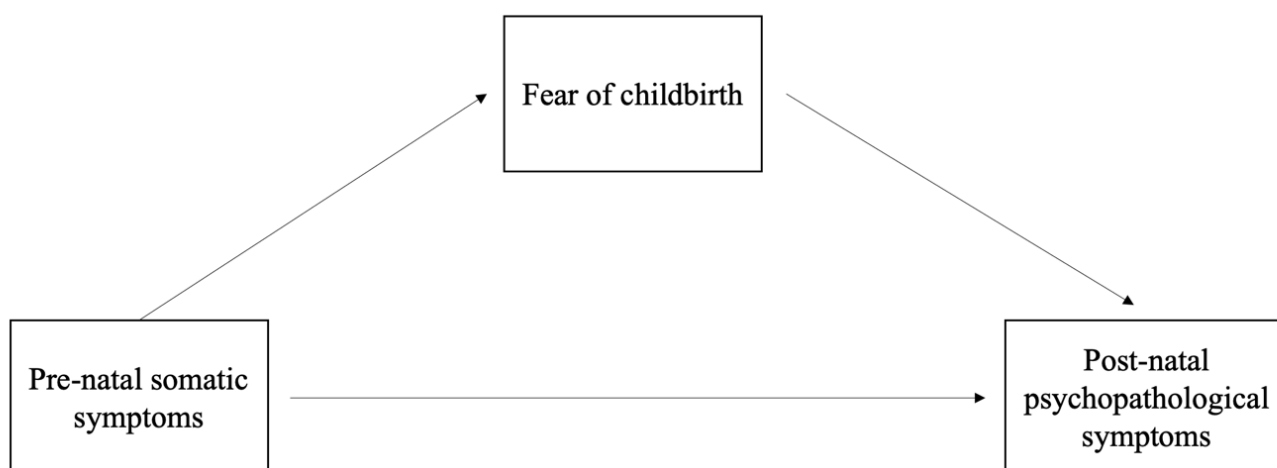 Fear of childbirth
Pre-natal somatic
symptoms
Post-natal
psychopathological
symptoms